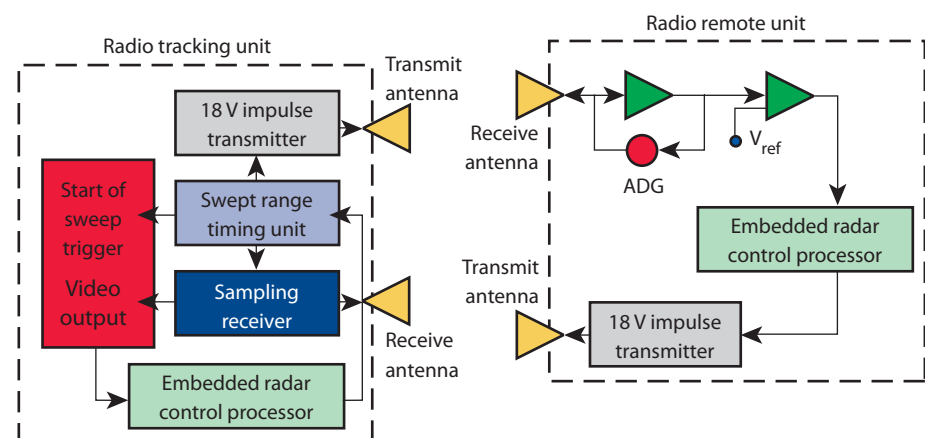 Radio tracking unit
Transmit
antenna
18 V impulse
transmitter
Start of
sweep
trigger
Swept range
timing unit
Video
output
Sampling
receiver
Receive
antenna
Embedded radar
control processor
Radio remote unit
Receive
antenna
ADG
Vref
Embedded radar
control processor
Transmit
antenna
18 V impulse
transmitter